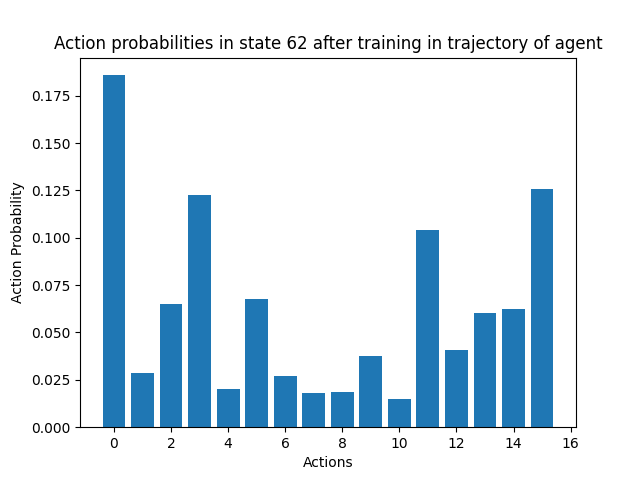 Action probabilities in state 62 after training in trajectory of agent
0.175
0.150
0.125
0.100
0.075
0.050
0.025
0.000
Action Probability
0 2 4 6 8 10 12 14 16
Actions